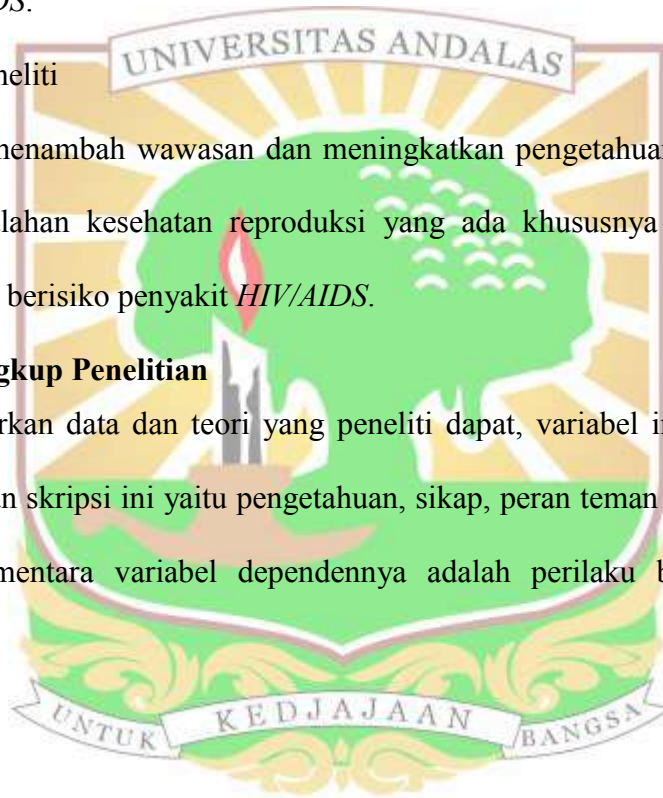 DS.
UNIVERSITAS ANDALAS
neliti
menambah wawasan dan meningkatkan pengetahuan
lahan kesehatan reproduksi yang ada khususnya
berisiko penyakit HIV/AIDS.
gkup Penelitian
rkan data dan teori yang peneliti dapat, variabel in
n skripsi ini yaitu pengetahuan, sikap, peran teman
mentara variabel dependennya adalah perilaku b
UNTUK KEDJAJAAN BANGSA